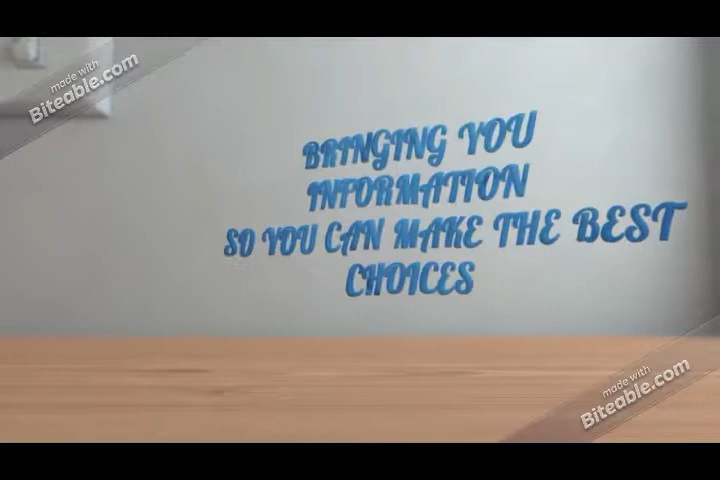 made with
Biteable.com
BRINGING YOU
INFORMATION
SO YOU CAN MAKE THE BEST
CHOICES
made with
Biteable.com